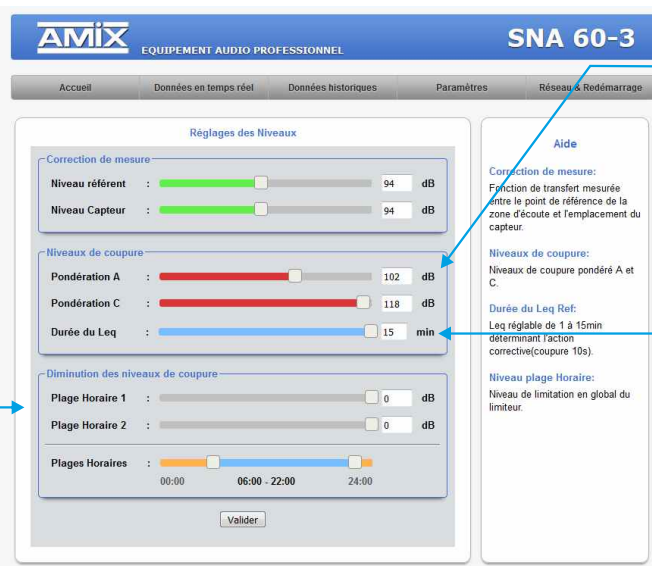 AMIX EQUIPEMENT AUDIO PROFESSIONNEL
SNA 60-3
Accueil Données en temps réel Données historiques Paramètres Réseau & Redémarrage
Réglages des Niveaux
Correction de mesure
Niveau référent : 94 dB
Niveau Capteur : 94 dB
Niveaux de coupure
Pondération A : 102 dB
Pondération C : 118 dB
Durée du Leq : 15 min
Diminution des niveaux de coupure
Plage Horaire 1 : 0 dB
Plage Horaire 2 : 0 dB
Plages Horaires :
00:00 06:00 - 22:00 24:00
Valider
Aide
Correction de mesure:
Fonction de transfert mesurée
entre le point de référence de la
zone d'écoute et l'emplacement du
capteur.
Niveaux de coupure:
Niveaux de coupure pondéré A et
C.
Durée du Leq Ref:
Leq réglable de 1 à 15min
déterminant l'action
corrective(coupure 10s).
Niveau plage Horaire:
Niveau de limitation en global du
limiteur.